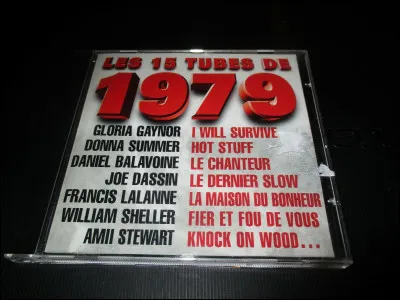 LES 15 TUBES DE
1979
GLORIA GAYNOR I WILL SURVIVE
DONNA SUMMER HOT STUFF
DANIEL BALAVOINE LE CHANTEUR
JOE DASSIN LE DERNIER SLOW
FRANCIS LALANNE LA MAISON DU BONHEUR
WILLIAM SHELLER FIER ET FOU DE VOUS
AMII STEWART KNOCK ON WOOD...